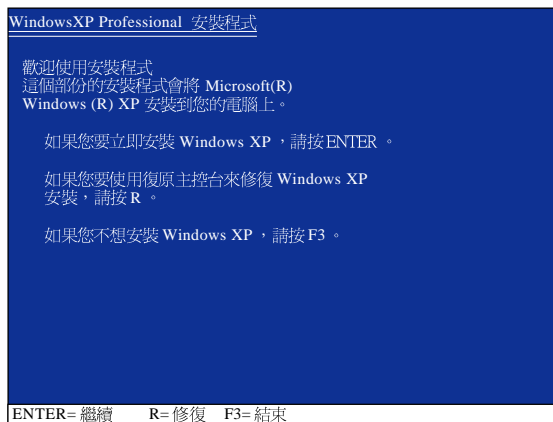 WindowsXP Professional 安裝程式
歡迎使用安裝程式
這個部份的安裝程式會將 Microsoft(R)
Windows (R) XP 安裝到您的電腦上。
如果您要立即安裝 Windows XP ，請按ENTER 。
如果您要使用復原主控台來修復 Windows XP
安裝，請按 R 。
如果您不想安裝 Windows XP ，請按 F3 。
ENTER= 繼續 R= 修復 F3= 結束